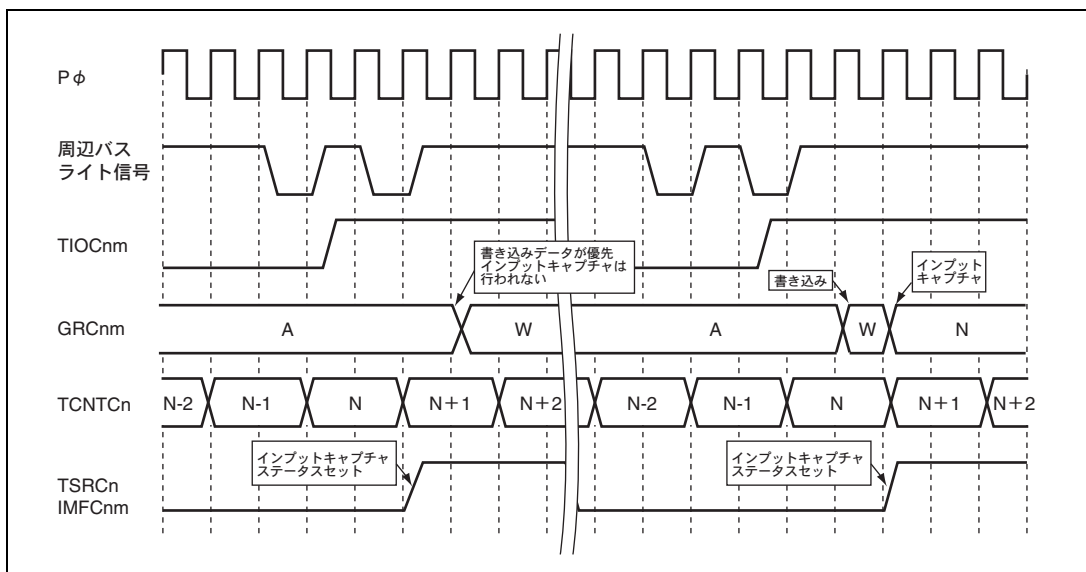 Pφ
周辺バス
ライト信号
TIOCnm
書き込みデータが優先
インプットキャプチャは
行われない
書き込み
インプット
キャプチャ
GRCnm
A
W
A
W
N
TCNTCn
N-2
N-1
N
N+1
N+2
N-2
N-1
N
N+1
N+2
インプットキャプチャ
ステータスセット
インプットキャプチャ
ステータスセット
TSRCn
IMFCnm